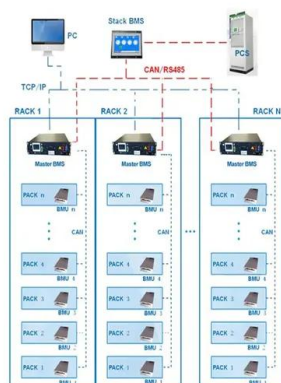 PC
Stack BMS
PCS
CAN/RS485
TCP/IP
RACK 1
RACK 2
RACK N
Master BMS
Master BMS
Master BMS
PACK n
BMU n
PACK n
BMU n
PACK n
BMU n
CAN
CAN
CAN
PACK 4
BMU 4
PACK 4
BMU 4
PACK 4
BMU 4
PACK 3
BMU 3
PACK 3
BMU 3
PACK 3
BMU 3
PACK 2
BMU 2
PACK 2
BMU 2
PACK 2
BMU 2
PACK 1
PACK 1
PACK 1